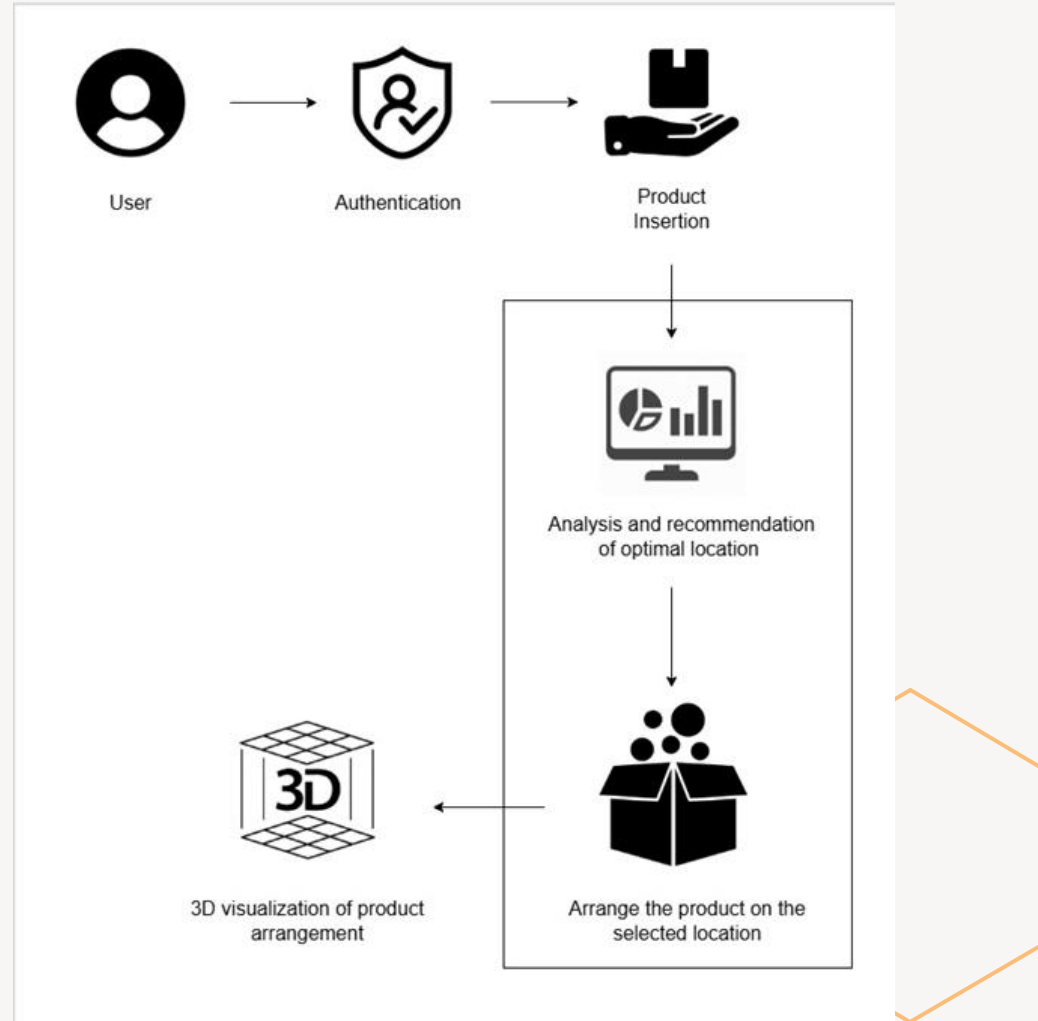 User
Authentication
Product
Insertion
Analysis and recommendation
of optimal location
3D
3D visualization of product
arrangement
Arrange the product on the
selected location